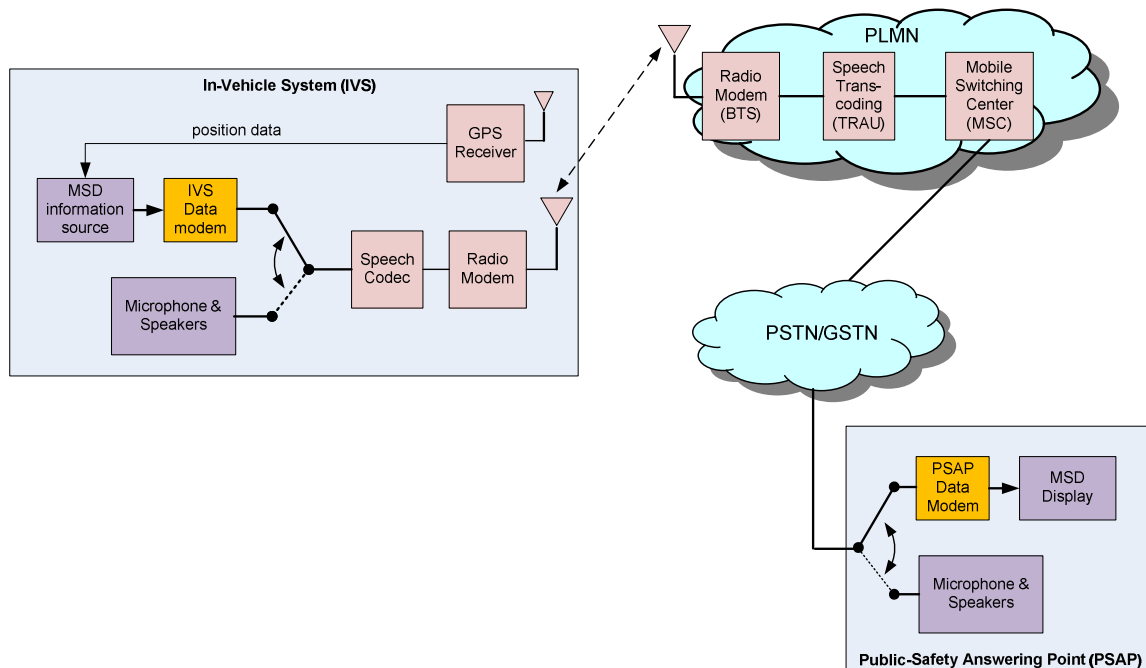 PLMN
Radio
Modem
(BTS)
Speech
Trans-
coding
(TRAU)
Mobile
Switching
Center
(MSC)
In-Vehicle System (IVS)
position data
GPS
Receiver
MSD
information
source
IVS
Data
modem
Speech
Codec
Radio
Modem
Microphone &
Speakers
PSTN/GSTN
PSAP
Data
Modem
MSD
Display
Microphone &
Speakers
Public-Safety Answering Point (PSAP)